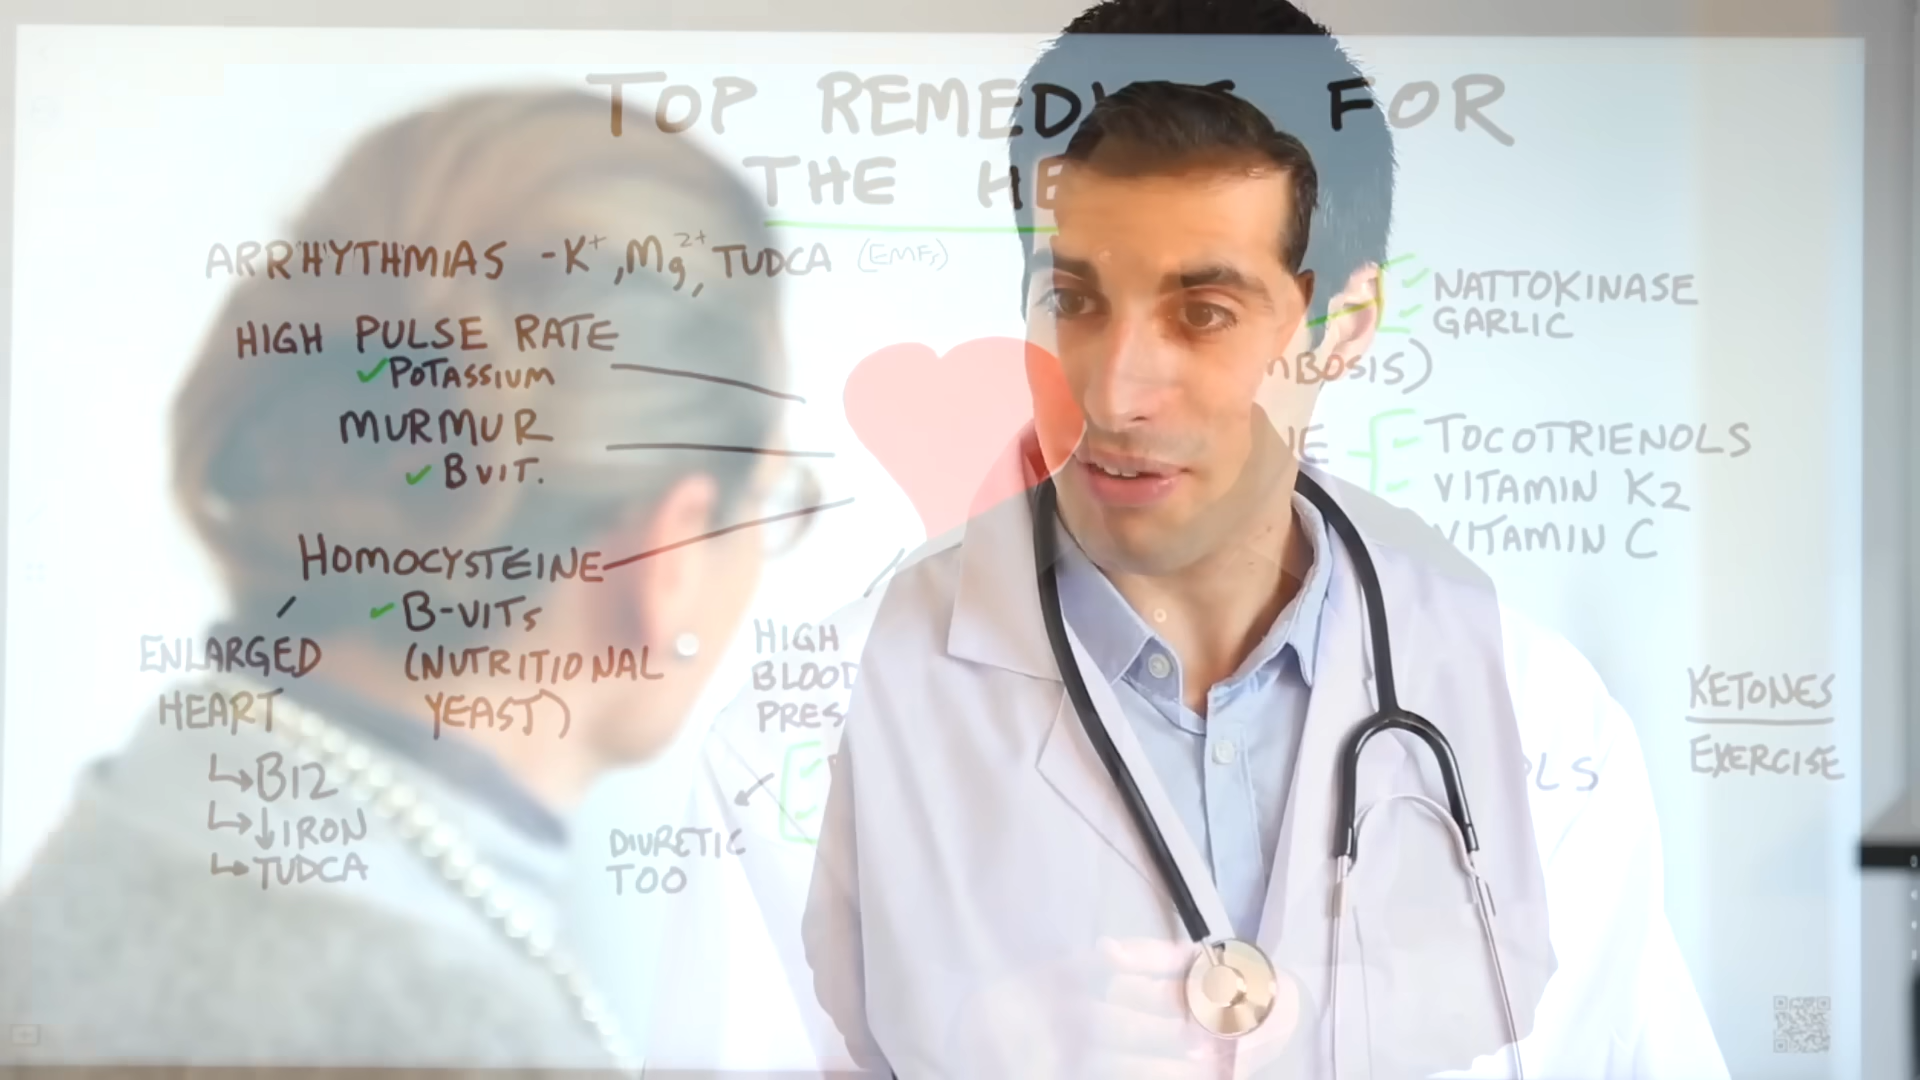 TOP REMEDIES FOR
THE HE
ARRHYTHMIAS - K+, Mg2+, TUDCA (EMFs)
HIGH PULSE RATE
✓POTASSIUM
MURMUR
✓ B VIT.
HOMOCYSTEINE
✓ B-VITs
(NUTRITIONAL
YEAST)
ENLARGED
HEART
↳B12
↳↓IRON
↳TUDCA
HIGH
BLOOD
PRES
DIURETIC
TOO
NATTOKINASE
GARLIC
MBOSIS)
TOCOTRIENOLS
VITAMIN K2
VITAMIN C
KETONES
EXERCISE